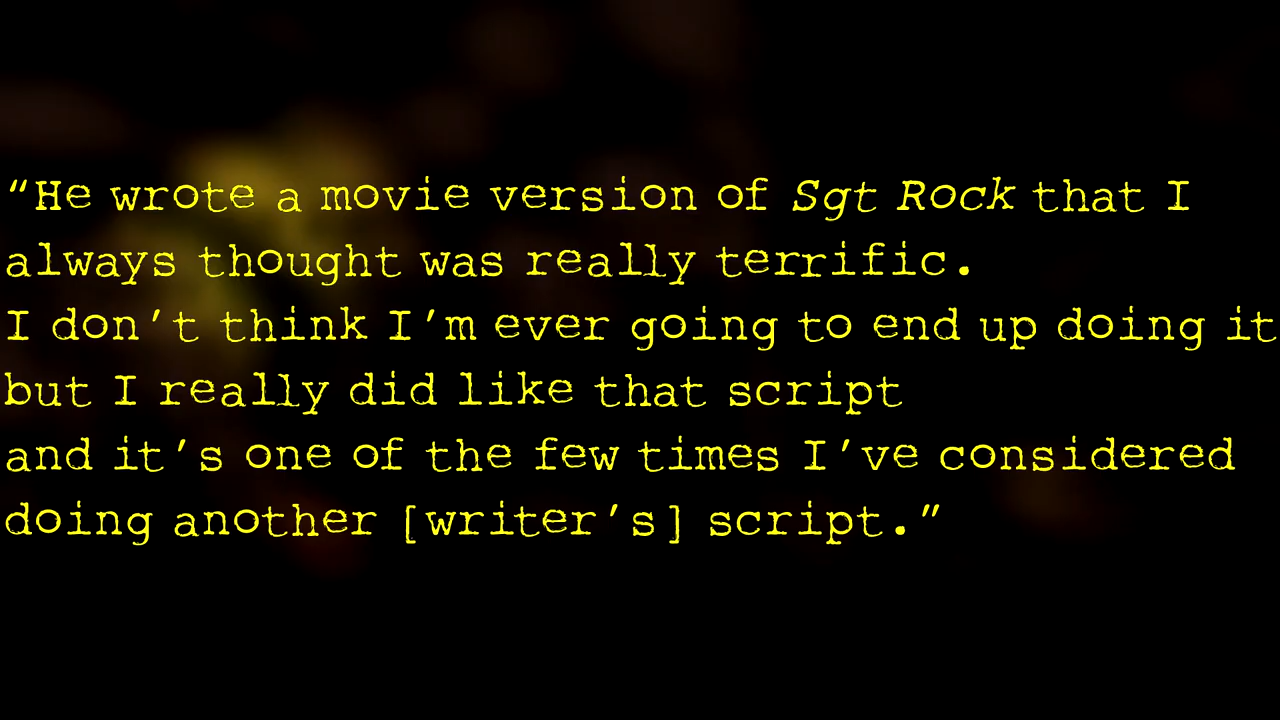 “He wrote a movie version of Sgt Rock that I
always thought was really terrific.
I don’t think I’m ever going to end up doing it
but I really did like that script
and it’s one of the few times I’ve considered
doing another [writer’s] script.”